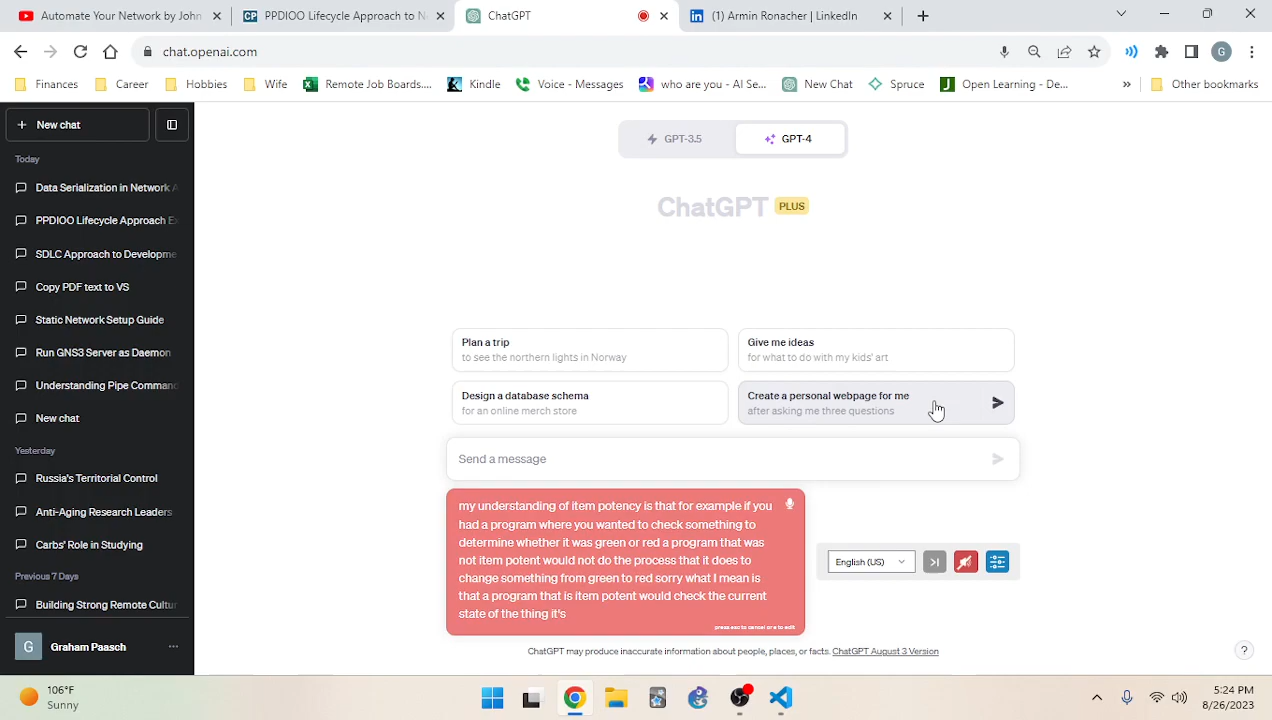 Automate Your Network by John
PPDIOO Lifecycle Approach to N
ChatGPT
(1) Armin Ronacher | LinkedIn
chat.openai.com
G
Finances
Career
Hobbies
Wife
Remote Job Boards....
Kindle
Voice - Messages
who are you - AI Se...
New Chat
Spruce
Open Learning - De...
»
Other bookmarks
New chat
GPT-3.5
GPT-4
Today
Data Serialization in Network A
ChatGPT PLUS
PPDIOO Lifecycle Approach Ex
SDLC Approach to Developme
Copy PDF text to VS
Static Network Setup Guide
Run GNS3 Server as Daemon
Understanding Pipe Command
New chat
Yesterday
Russia's Territorial Control
Anti-Aging Research Leaders
Carbs' Role in Studying
Previous 7 Days
Building Strong Remote Cultur
G
Graham Paasch
Plan a trip
to see the northern lights in Norway
Give me ideas
for what to do with my kids' art
Design a database schema
for an online merch store
Create a personal webpage for me
after asking me three questions
Send a message
my understanding of item potency is that for example if you
had a program where you wanted to check something to
determine whether it was green or red a program that was
not item potent would not do the process that it does to
change something from green to red sorry what I mean is
that a program that is item potent would check the current
state of the thing it's
press esc to cancel or ↩ to edit
English (US)
ChatGPT may produce inaccurate information about people, places, or facts. ChatGPT August 3 Version
?
106°F
Sunny
5:24 PM
8/26/2023